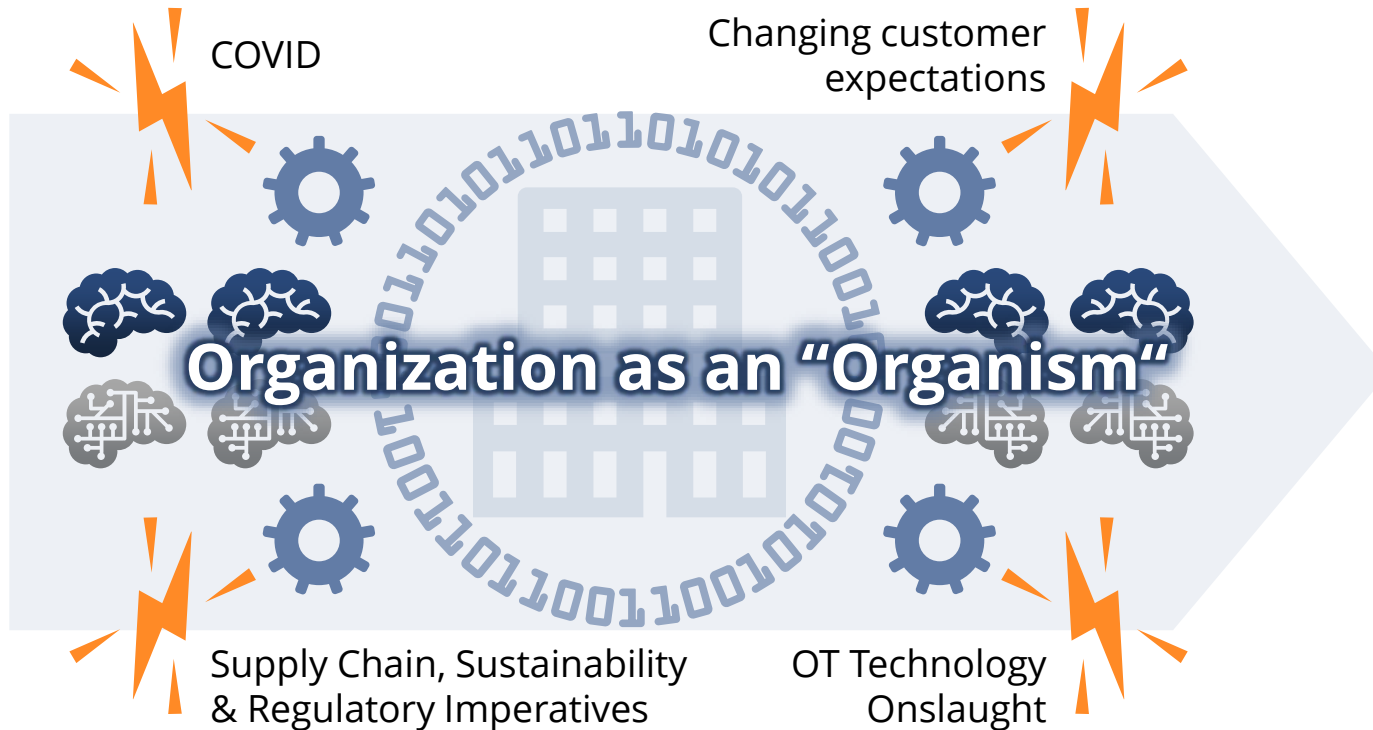 COVID
Changing customer
expectations
Organization as an “Organism“
Supply Chain, Sustainability
& Regulatory Imperatives
OT Technology
Onslaught